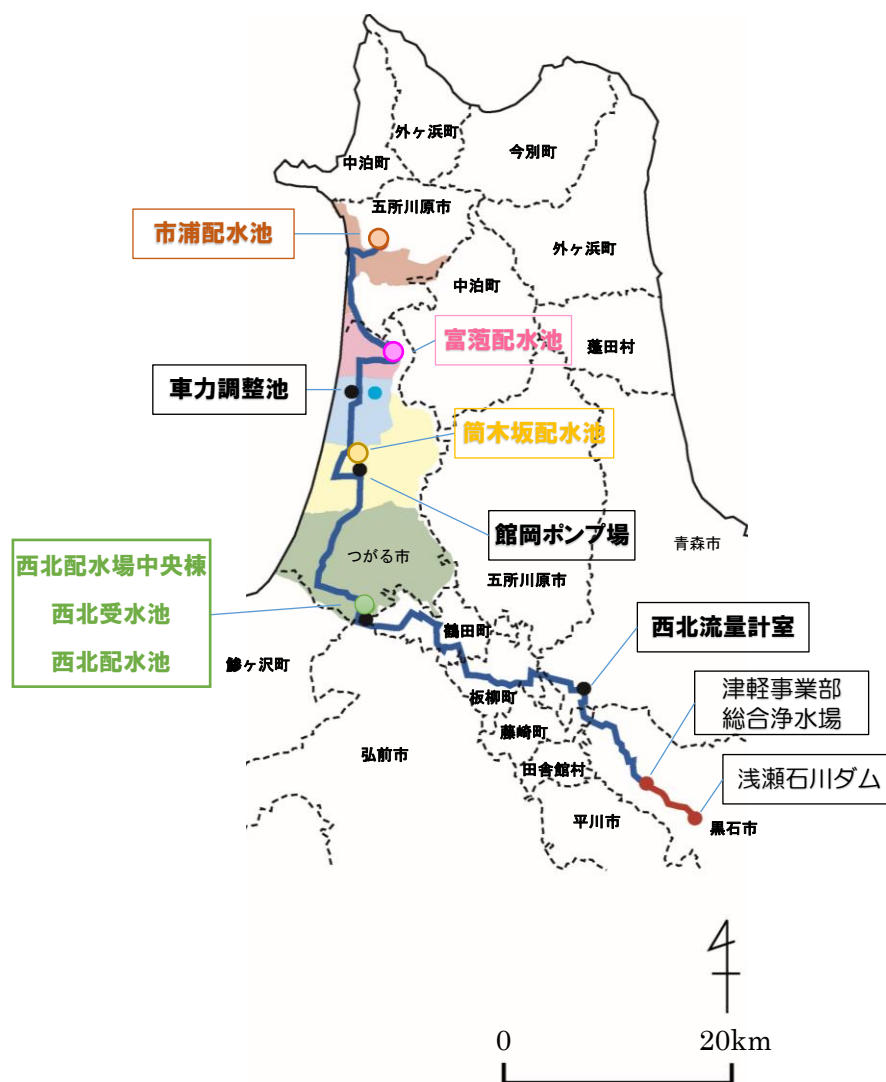 外ヶ浜町
今別町
中泊町
五所川原市
市浦配水池
外ヶ浜町
中泊町
富萢配水池
蓬田村
車力調整池
筒木坂配水池
館岡ポンプ場
青森市
つがる市
西北配水場中央棟
西北受水池
西北配水池
五所川原市
鶴田町
西北流量計室
鰺ヶ沢町
板柳町
津軽事業部
総合浄水場
藤崎町
弘前市
田舎館村
浅瀬石川ダム
平川市
黒石市
0
20km